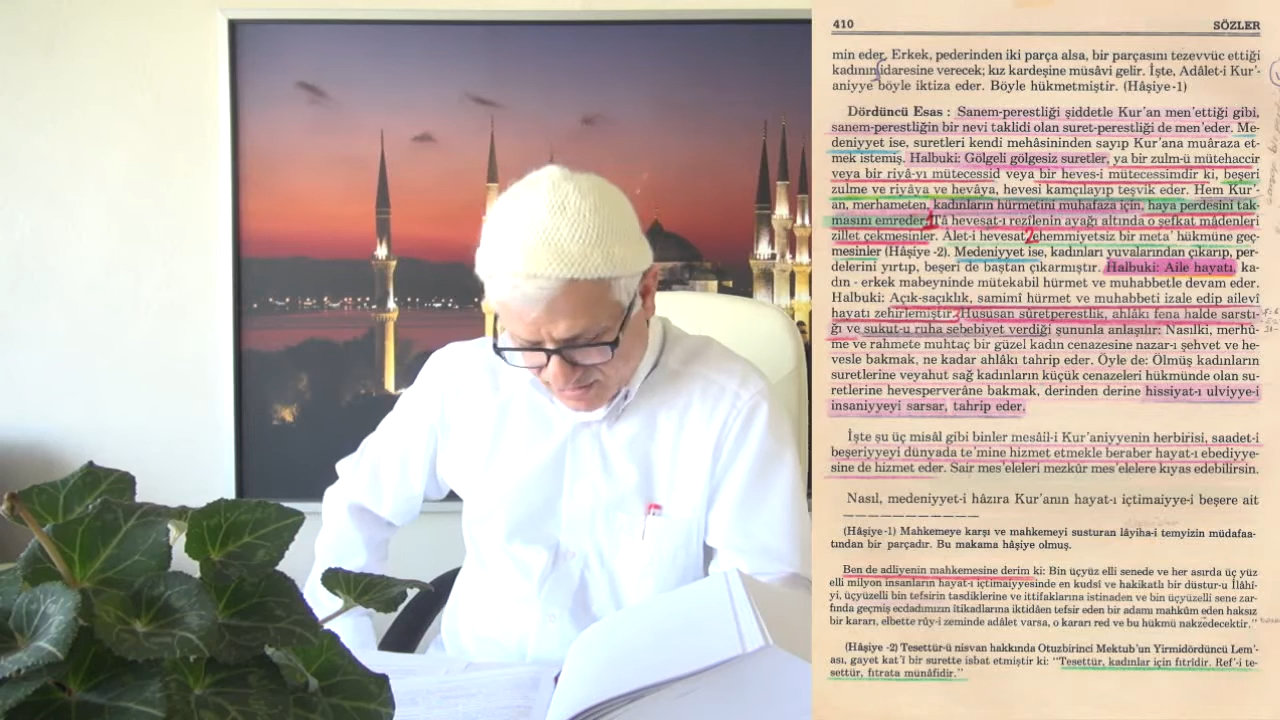 410 SÖZLER
min eder. Erkek, pederinden iki parça alsa, bir parçasını tezevvüc ettiği
kadının idaresine verecek; kız kardeşine müsâvi gelir. İşte, Adâlet-i Kur'-
aniyye böyle iktiza eder. Böyle hükmetmiştir. (Hâşiye-1)
Dördüncü Esas : Sanem-perestliği şiddetle Kur'an men'ettiği gibi,
sanem-perestliğin bir nevi taklidi olan suret-perestliği de men'eder. Me-
deniyyet ise, suretleri kendi mehâsininden sayıp Kur'ana muâraza et-
mek istemiş. Halbuki: Gölgeli gölgesiz suretler, ya bir zulm-ü mütehaccir
veya bir riyâ-yı mütecessid veya bir heves-i mütecessimdir ki, beşeri
zulme ve riyâya ve hevâya, hevesi kamçılayıp teşvik eder. Hem Kur'-
an, merhameten, kadınların hürmetini muhafaza için, haya perdesini tak-
masını emreder. 1 Tâ hevesat-ı rezîlenin ayağı altında o şefkat mâdenleri
zillet çekmesinler. Âlet-i hevesat 2 ehemmiyetsiz bir meta' hükmüne geç-
mesinler (Hâşiye -2). Medeniyyet ise, kadınları yuvalarından çıkarıp, per-
delerini yırtıp, beşeri de baştan çıkarmıştır. Halbuki: Aile hayatı, ka-
dın - erkek mabeyninde mütekabil hürmet ve muhabbetle devam eder.
Halbuki: Açık-saçıklık, samimî hürmet ve muhabbeti izale edip ailevî
hayatı zehirlemiştir. 3 Hususan sûretperestlik, ahlâkı fena halde sarstı-
ğı ve sukut-u ruha sebebiyet verdiği şununla anlaşılır: Nasılki, merhû-
me ve rahmete muhtaç bir güzel kadın cenazesine nazar-ı şehvet ve he-
vesle bakmak, ne kadar ahlâkı tahrip eder. Öyle de: Ölmüş kadınların
suretlerine veyahut sağ kadınların küçük cenazeleri hükmünde olan su-
retlerine hevesperverâne bakmak, derinden derine hissiyat-ı ulviyye-i
insaniyyeyi sarsar, tahrip eder.
İşte şu üç misâl gibi binler mesâil-i Kur'aniyyenin herbirisi, saadet-i
beşeriyyeyi dünyada te'mine hizmet etmekle beraber hayat-ı ebediyye-
sine de hizmet eder. Sair mes'eleleri mezkûr mes'elelere kıyas edebilirsin.
Nasıl, medeniyyet-i hâzıra Kur'anın hayat-ı içtimaiyye-i beşere ait
(Hâşiye-1) Mahkemeye karşı ve mahkemeyi susturan lâyiha-i temyizin müdafaa-
tından bir parçadır. Bu makama hâşiye olmuş.
Ben de adliyenin mahkemesine derim ki: Bin üçyüz elli senede ve her asırda üç yüz
elli milyon insanların hayat-ı içtimaiyyesinde en kudsî ve hakikatlı bir düstur-u İlâhî-
yi, üçyüzelli bin tefsirin tasdiklerine ve ittifaklarına istinaden ve bin üçyüzelli sene zar-
fında geçmiş ecdadımızın îtikadlarına iktidâen tefsir eden bir adamı mahkûm eden haksız
bir kararı, elbette rûy-i zeminde adâlet varsa, o kararı red ve bu hükmü nakzedecektir."
(Hâşiye -2) Tesettür-ü nisvan hakkında Otuzbirinci Mektub'un Yirmidördüncü Lem'-
ası, gayet kat'î bir surette isbat etmiştir ki: "Tesettür, kadınlar için fıtrîdir. Ref'-i te-
settür, fıtrata münâfidir."